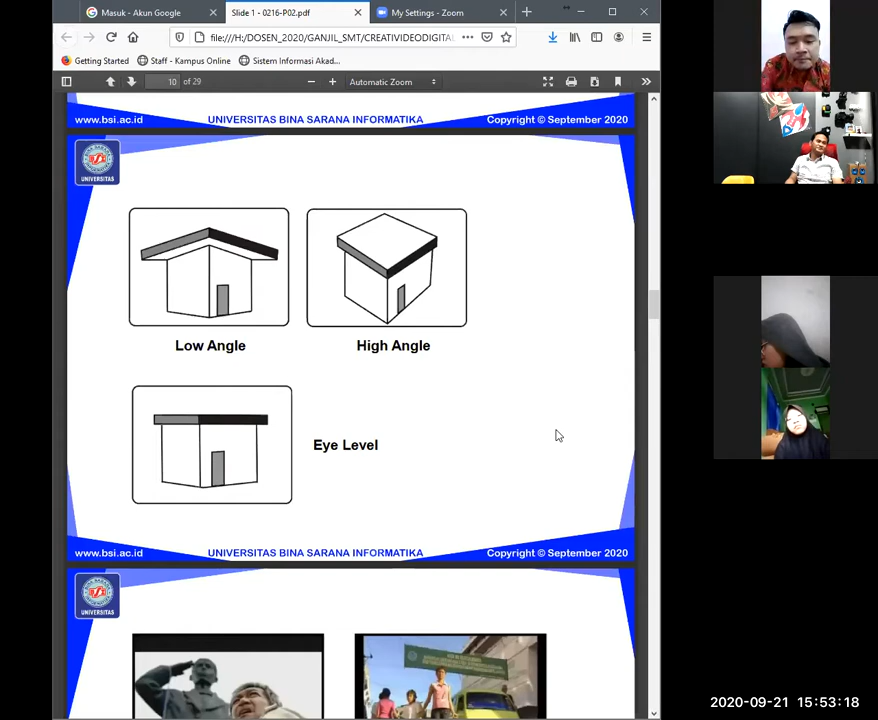 Masuk - Akun Google
Slide 1 - 0216-P02.pdf
My Settings - Zoom
file:///H:/DOSEN_2020/GANJIL_SMT/CREATIVIDEODIGITAL
Getting Started
Staff - Kampus Online
Sistem Informasi Akad...
10 of 29
Automatic Zoom
www.bsi.ac.id UNIVERSITAS BINA SARANA INFORMATIKA Copyright © September 2020
UNIVERSITAS
Low Angle
High Angle
Eye Level
www.bsi.ac.id UNIVERSITAS BINA SARANA INFORMATIKA Copyright © September 2020
UNIVERSITAS
2020-09-21 15:53:18